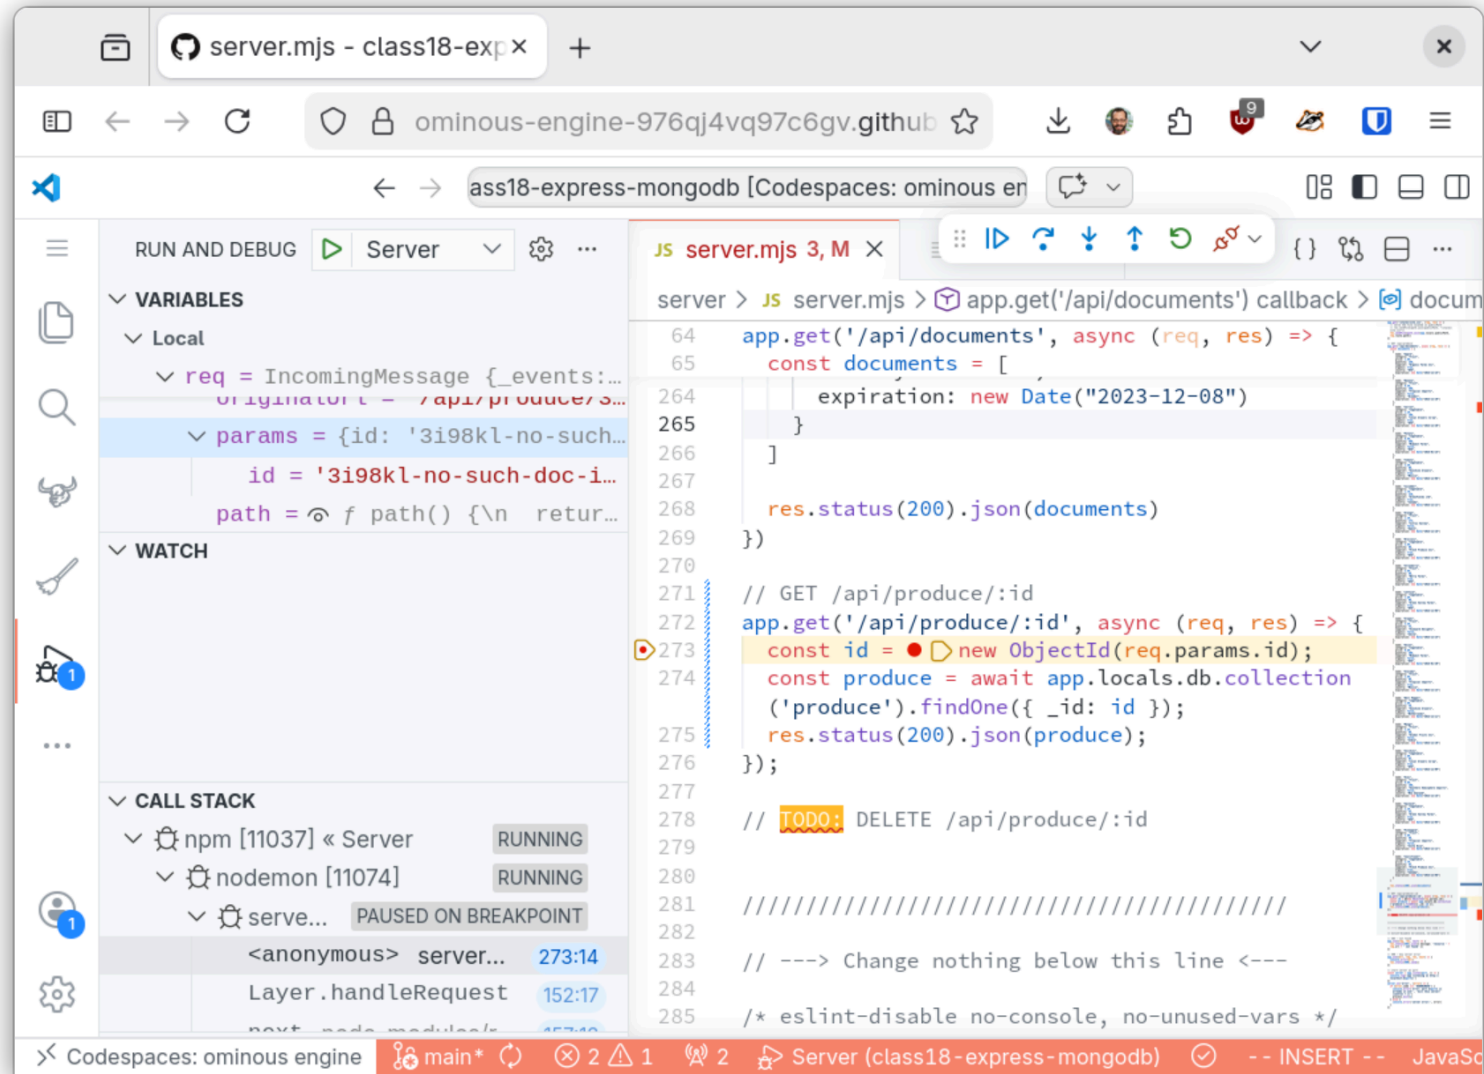 server.mjs - class18-exp
9
ominous-engine-976qj4vq97c6gv.github
ass18-express-mongodb [Codespaces: ominous en
RUN AND DEBUG
Server
JS server.mjs 3, M
VARIABLES
server > JS server.mjs > app.get('/api/documents') callback > docum
Local
req = IncomingMessage {_events:…
originalUrl = '/api/produce/3…
params = {id: '3i98kl-no-such…
id = '3i98kl-no-such-doc-i…
path = ƒ path() {\n  retur…
WATCH
64 app.get('/api/documents', async (req, res) => {
65 const documents = [
264 expiration: new Date("2023-12-08")
265 }
266 ]
267
268 res.status(200).json(documents)
269 })
270
271 // GET /api/produce/:id
272 app.get('/api/produce/:id', async (req, res) => {
273 const id = new ObjectId(req.params.id);
274 const produce = await app.locals.db.collection
('produce').findOne({ _id: id });
275 res.status(200).json(produce);
276 });
277
278 // TODO: DELETE /api/produce/:id
279
280
281 ///////////////////////////////////////////
282
283 // ---> Change nothing below this line <---
284
285 /* eslint-disable no-console, no-unused-vars */
1
CALL STACK
npm [11037] « Server RUNNING
nodemon [11074] RUNNING
serve… PAUSED ON BREAKPOINT
<anonymous> server… 273:14
Layer.handleRequest 152:17
1
Codespaces: ominous engine
main*
2
1
2
Server (class18-express-mongodb)
-- INSERT --
JavaSc